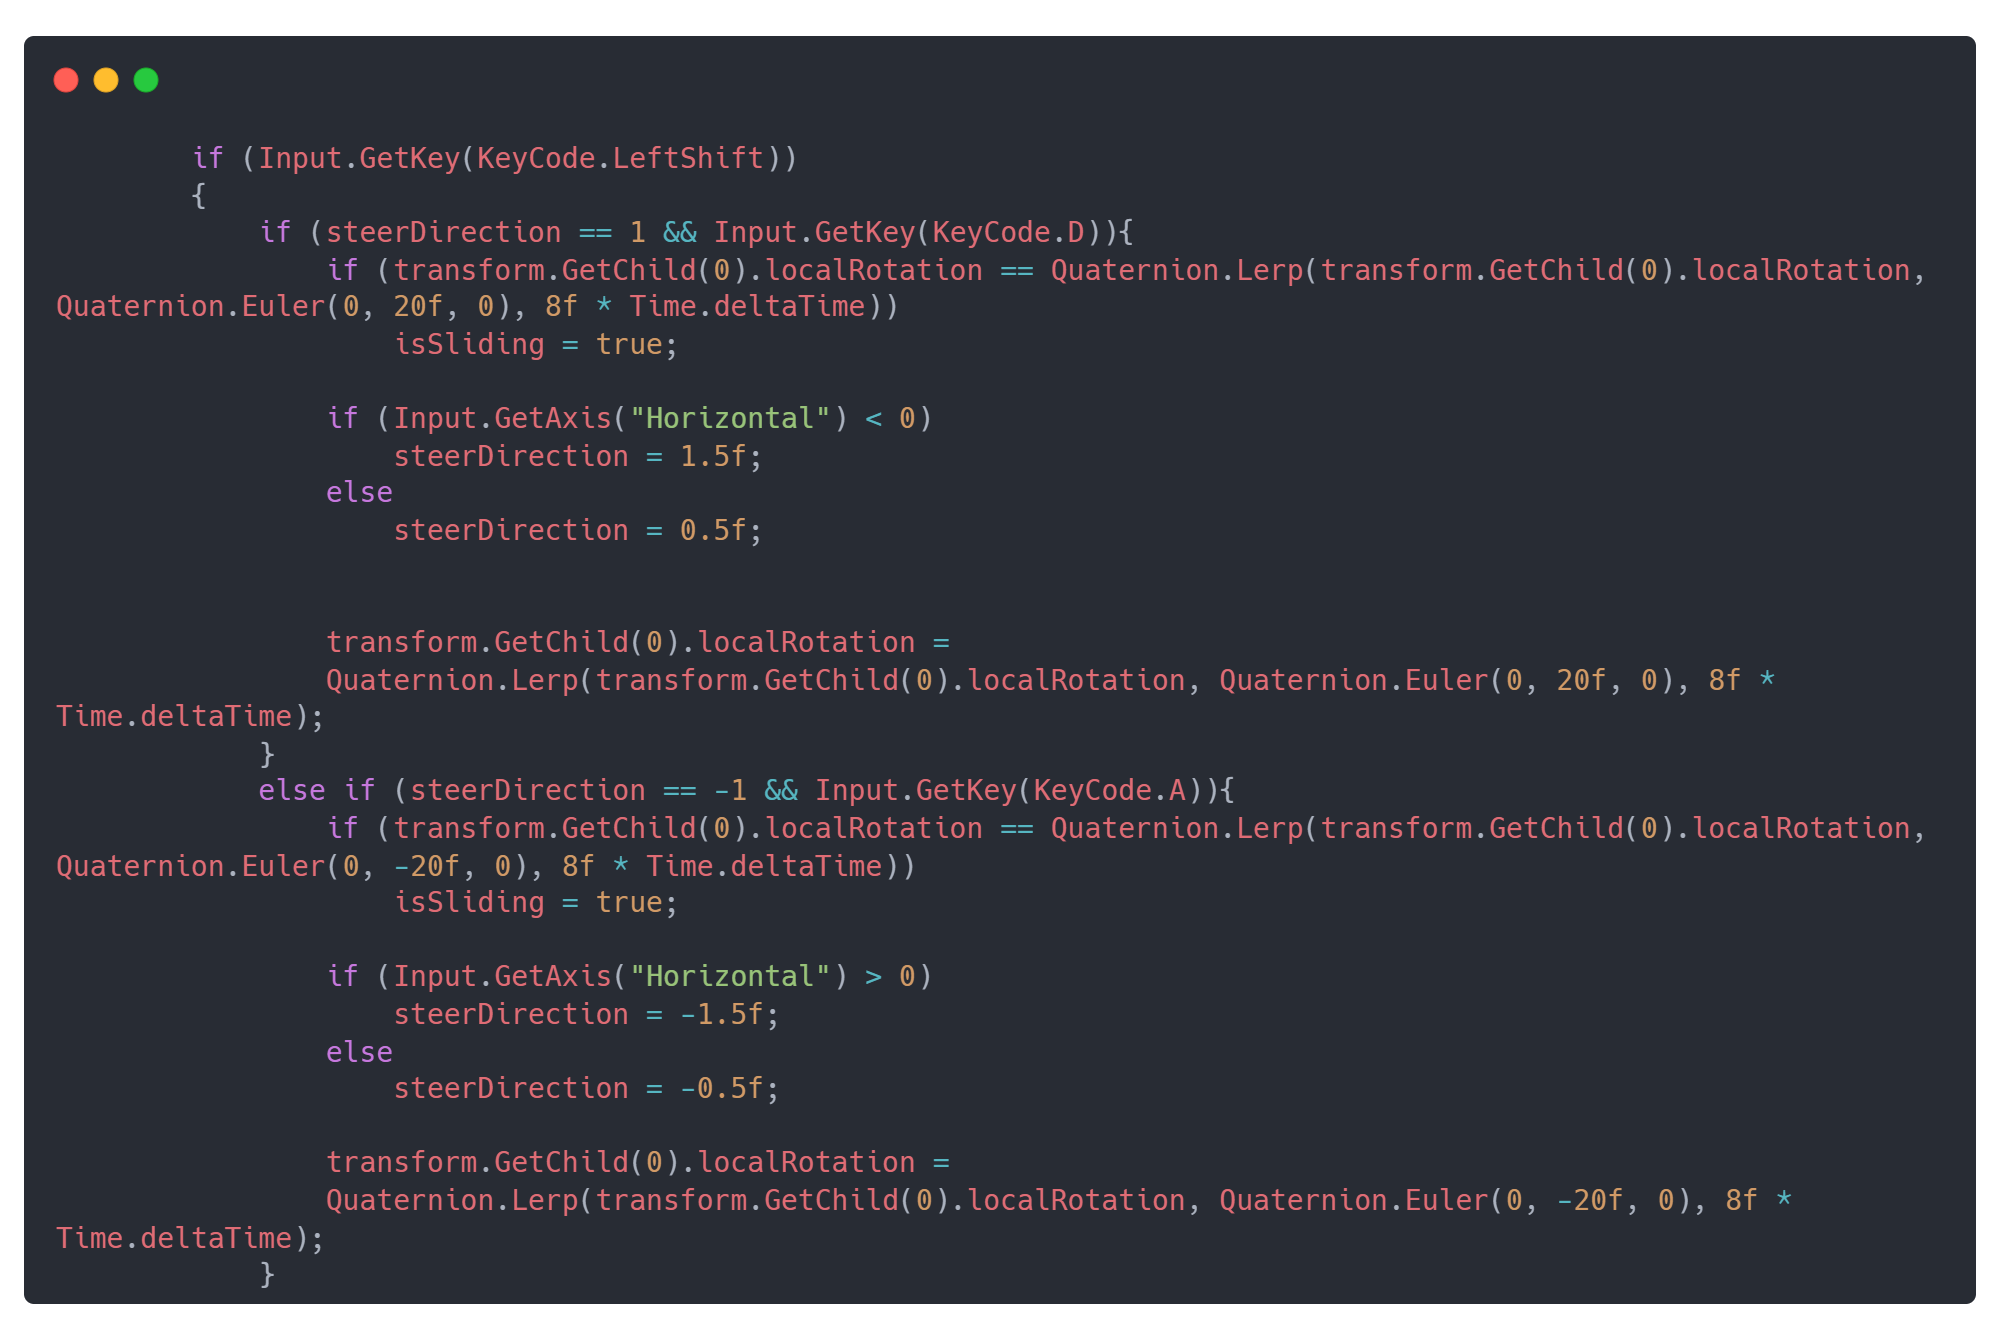 if (Input.GetKey(KeyCode.LeftShift))
{
if (steerDirection == 1 && Input.GetKey(KeyCode.D)){
if (transform.GetChild(0).localRotation == Quaternion.Lerp(transform.GetChild(0).localRotation,
Quaternion.Euler(0, 20f, 0), 8f * Time.deltaTime))
isSliding = true;
if (Input.GetAxis("Horizontal") < 0)
steerDirection = 1.5f;
else
steerDirection = 0.5f;
transform.GetChild(0).localRotation =
Quaternion.Lerp(transform.GetChild(0).localRotation, Quaternion.Euler(0, 20f, 0), 8f *
Time.deltaTime);
}
else if (steerDirection == -1 && Input.GetKey(KeyCode.A)){
if (transform.GetChild(0).localRotation == Quaternion.Lerp(transform.GetChild(0).localRotation,
Quaternion.Euler(0, -20f, 0), 8f * Time.deltaTime))
isSliding = true;
if (Input.GetAxis("Horizontal") > 0)
steerDirection = -1.5f;
else
steerDirection = -0.5f;
transform.GetChild(0).localRotation =
Quaternion.Lerp(transform.GetChild(0).localRotation, Quaternion.Euler(0, -20f, 0), 8f *
Time.deltaTime);
}